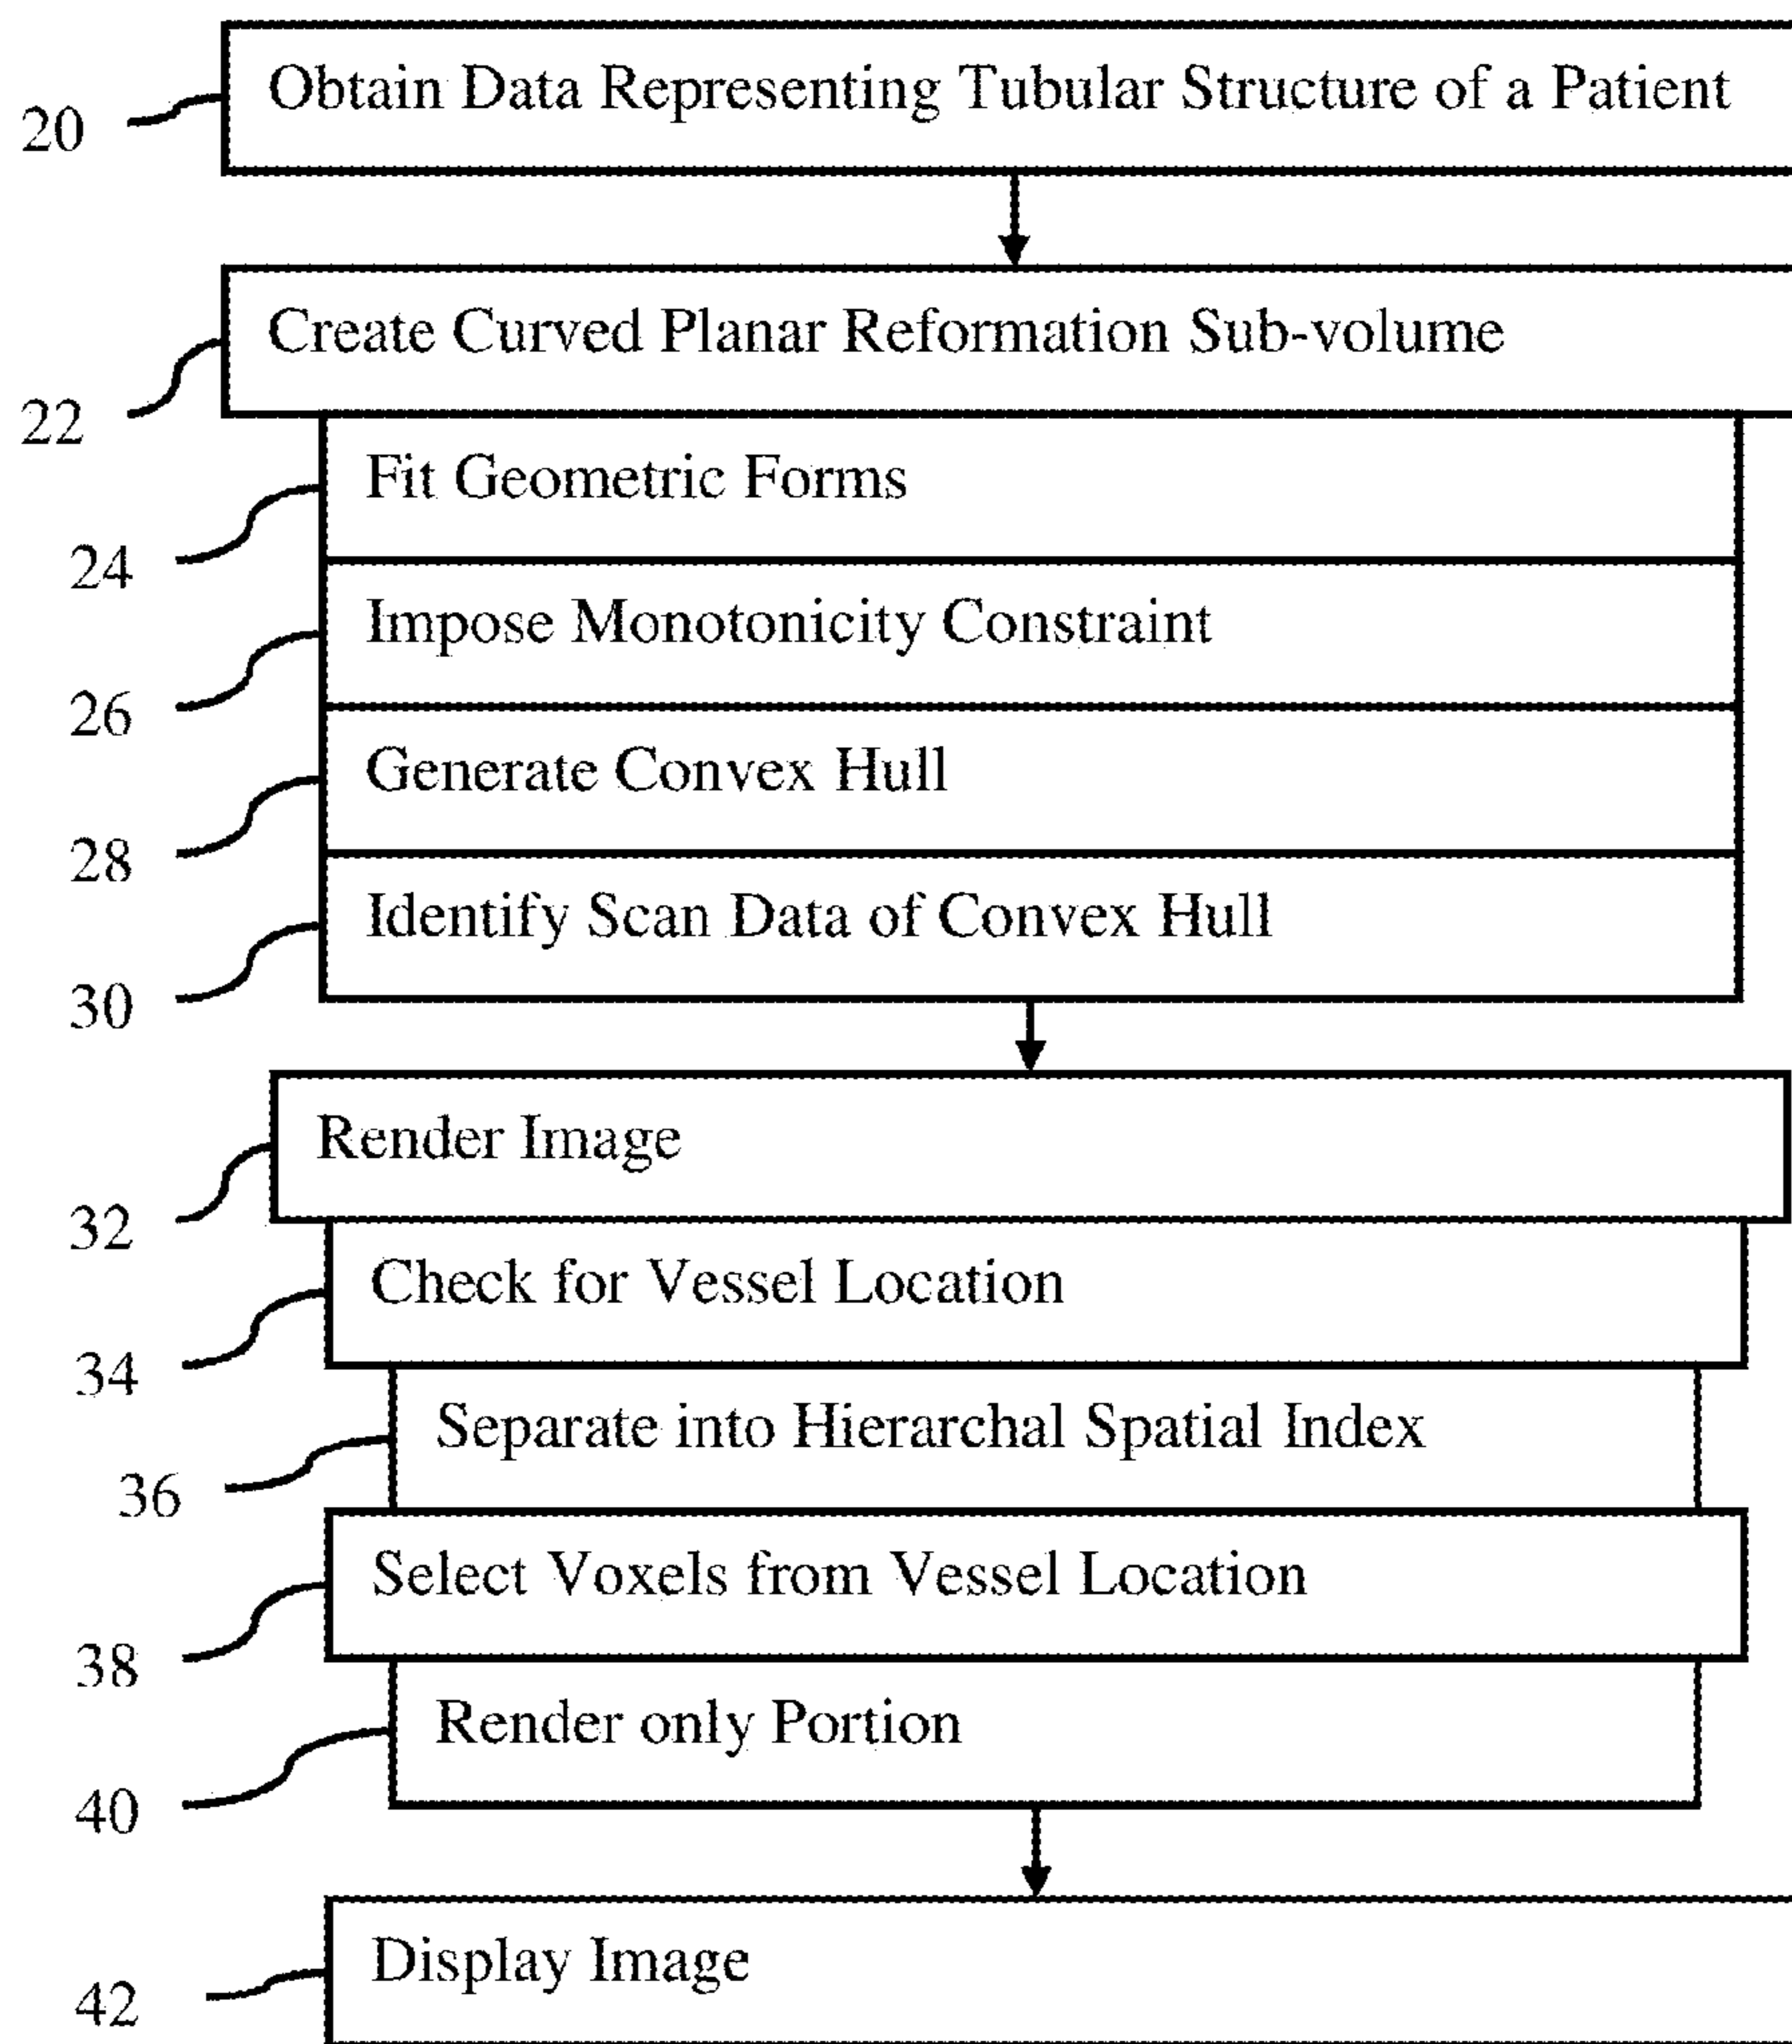 Obtain Data Representing Tubular Structure of a Patient
20
Create Curved Planar Reformation Sub-volume
22
Fit Geometric Forms
24
Impose Monotonicity Constraint
26
Generate Convex Hull
28
Identify Scan Data of Convex Hull
30
Render Image
32
Check for Vessel Location
34
Separate into Hierarchal Spatial Index
36
Select Voxels from Vessel Location
38
Render only Portion
40
Display Image
42